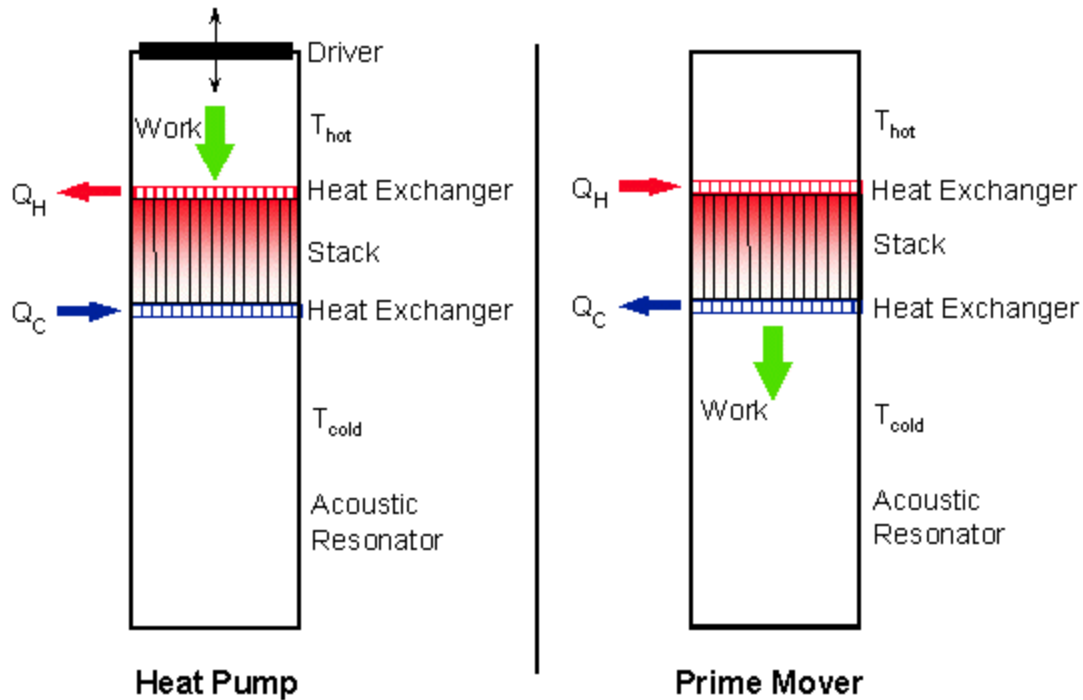 Driver
Work
T_hot
Q_H
Heat Exchanger
Stack
Q_C
Heat Exchanger
T_cold
Acoustic
Resonator
Heat Pump
T_hot
Q_H
Heat Exchanger
Stack
Q_C
Heat Exchanger
Work
T_cold
Acoustic
Resonator
Prime Mover